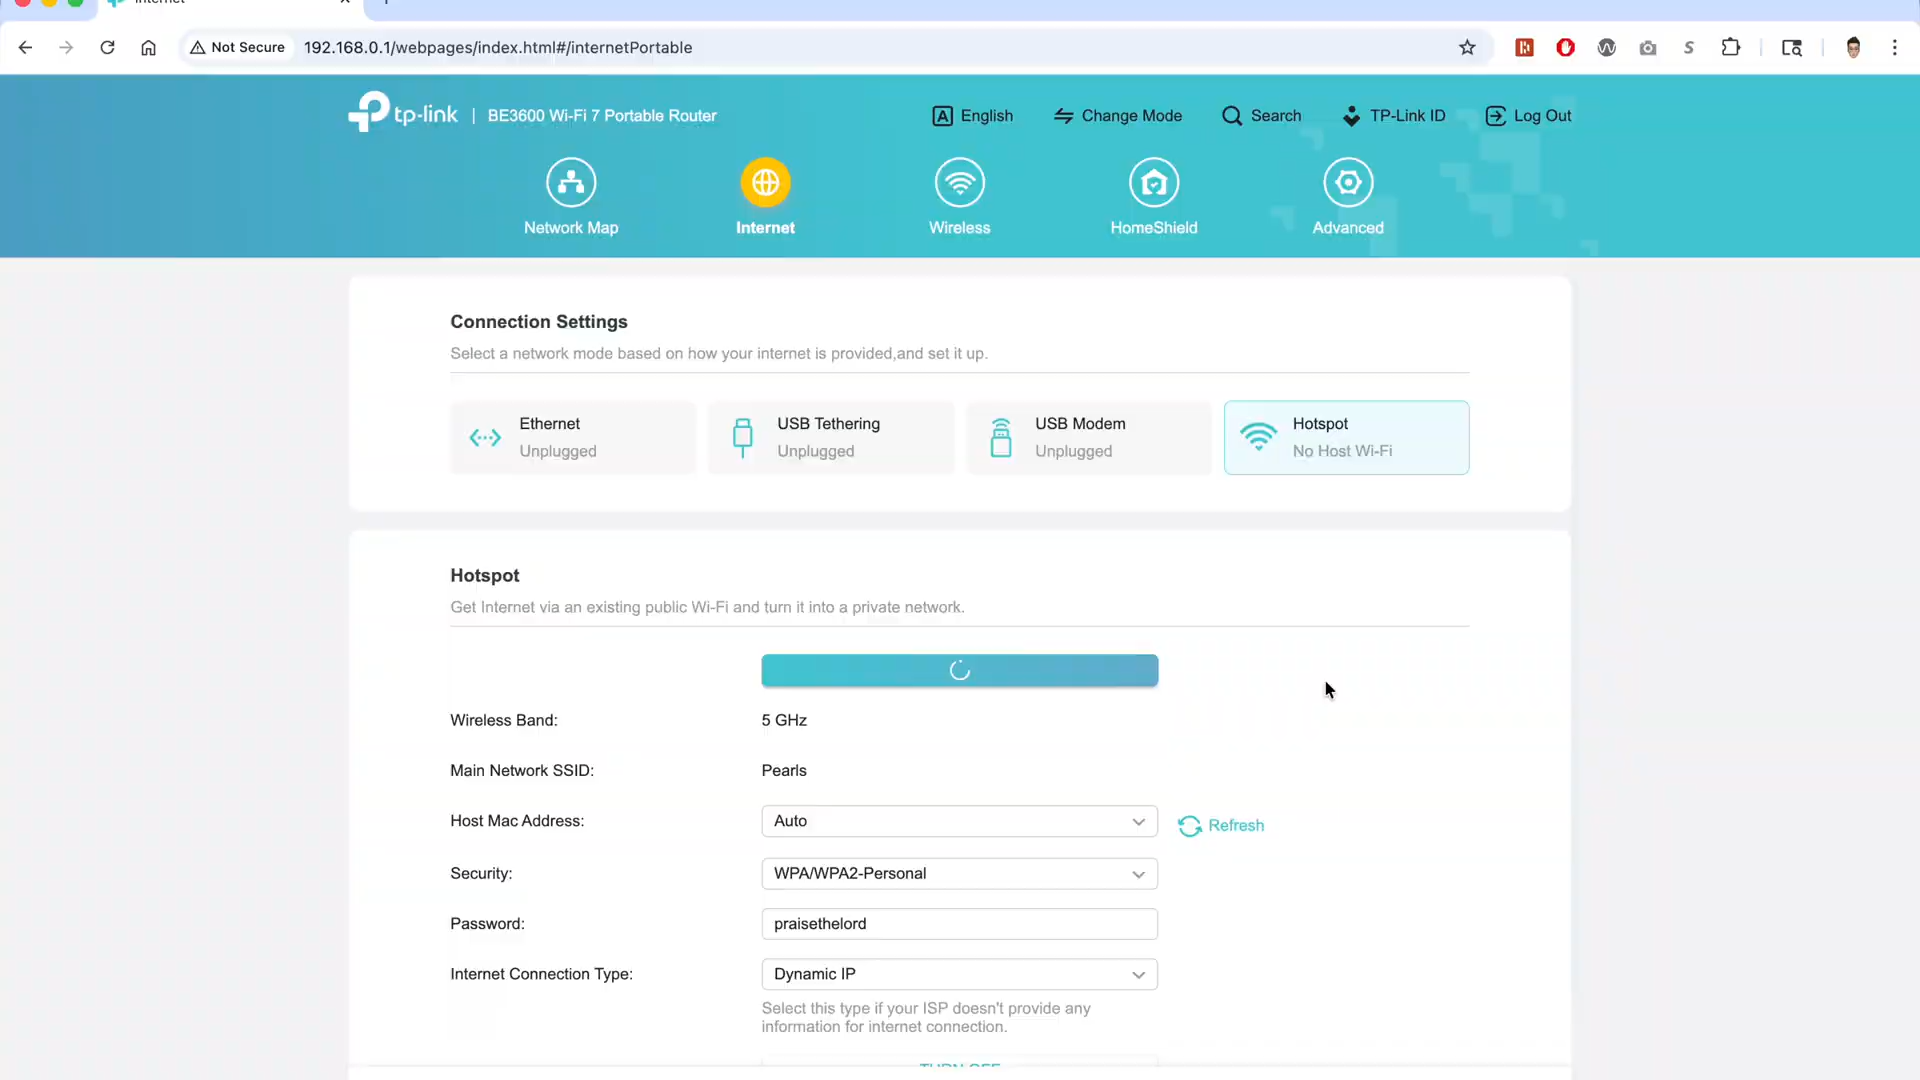 Not Secure 192.168.0.1/webpages/index.html#/internetPortable
tp-link | BE3600 Wi-Fi 7 Portable Router
English Change Mode Search TP-Link ID Log Out
Network Map Internet Wireless HomeShield Advanced
Connection Settings
Select a network mode based on how your internet is provided,and set it up.
Ethernet
Unplugged
USB Tethering
Unplugged
USB Modem
Unplugged
Hotspot
No Host Wi-Fi
Hotspot
Get Internet via an existing public Wi-Fi and turn it into a private network.
Wireless Band: 5 GHz
Main Network SSID: Pearls
Host Mac Address: Auto Refresh
Security: WPA/WPA2-Personal
Password: praisethelord
Internet Connection Type: Dynamic IP
Select this type if your ISP doesn't provide any
information for internet connection.
TURN OFF